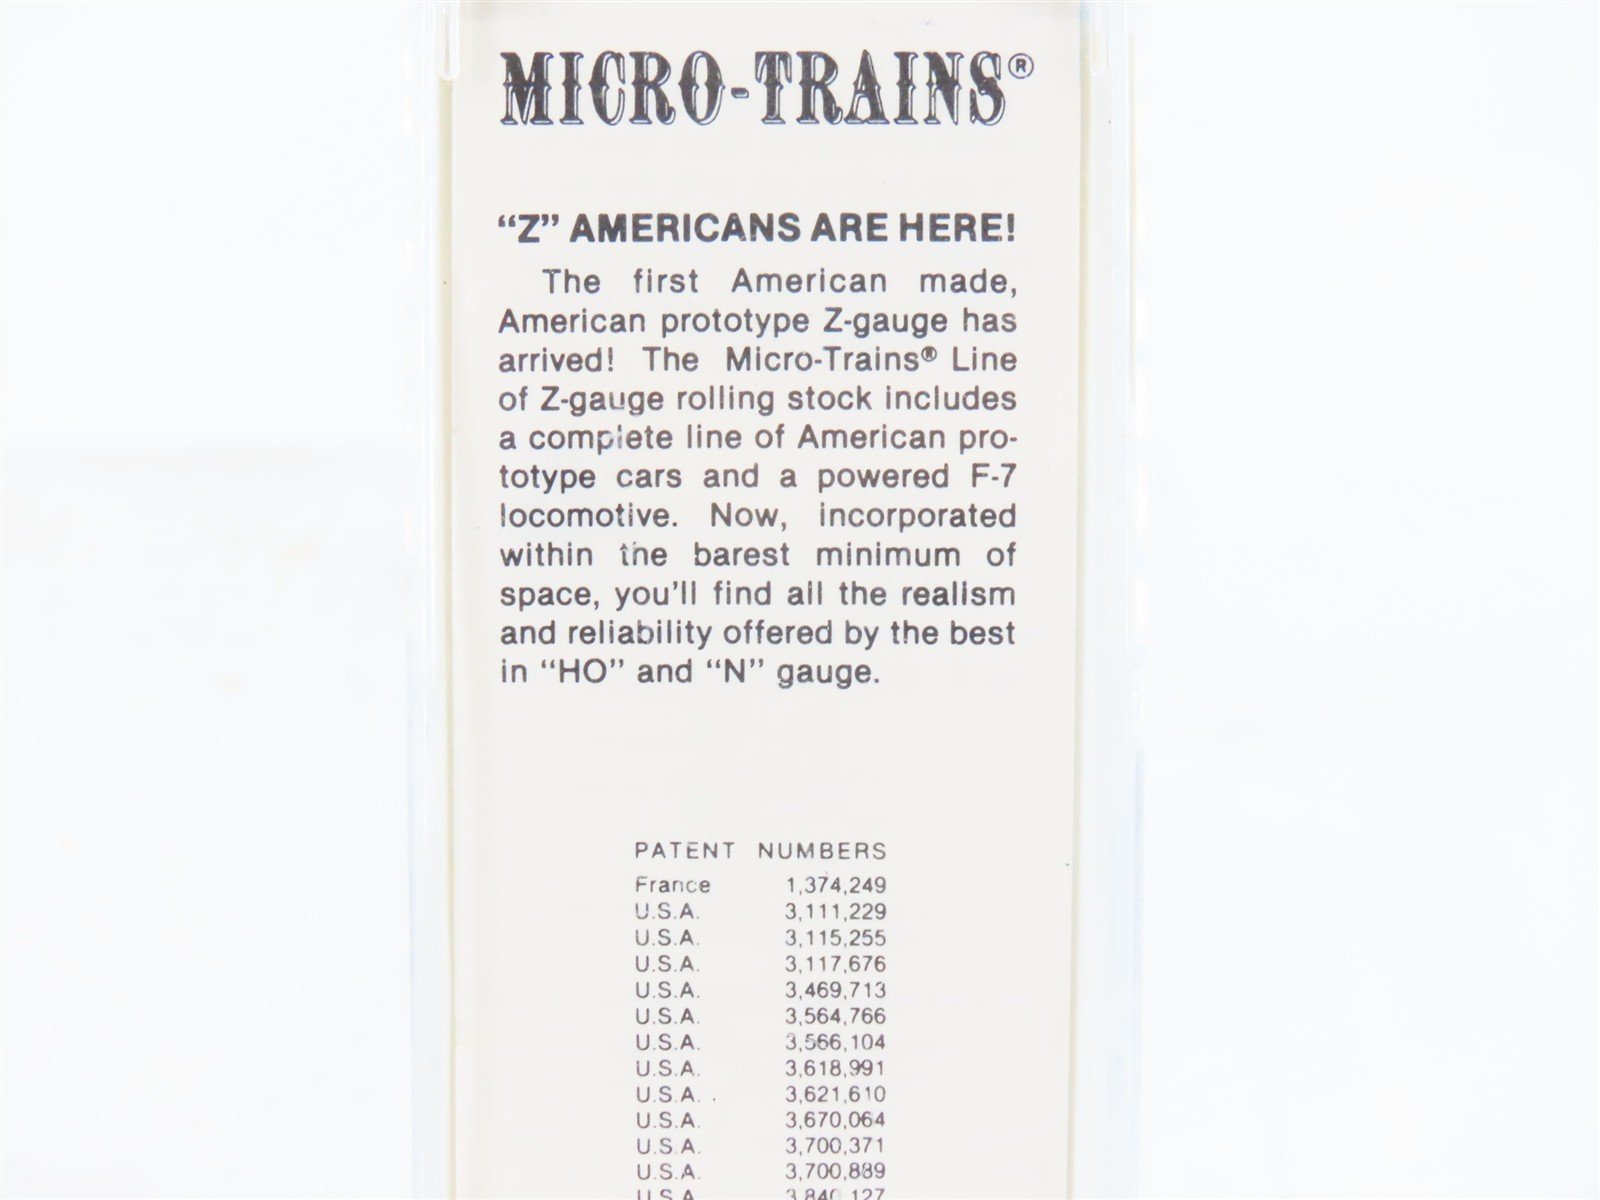 MICRO-TRAINS®
“Z” AMERICANS ARE HERE!
The first American made,
American prototype Z-gauge has
arrived! The Micro-Trains® Line
of Z-gauge rolling stock includes
a complete line of American pro-
totype cars and a powered F-7
locomotive. Now, incorporated
within the barest minimum of
space, you'll find all the realism
and reliability offered by the best
in “HO” and “N” gauge.
PATENT NUMBERS
France 1,374,249
U.S.A. 3,111,229
U.S.A. 3,115,255
U.S.A. 3,117,676
U.S.A. 3,469,713
U.S.A. 3,564,766
U.S.A. 3,566,104
U.S.A. 3,618,991
U.S.A. 3,621,610
U.S.A. 3,670,064
U.S.A. 3,700,371
U.S.A. 3,700,889
U.S.A. 3,840,127